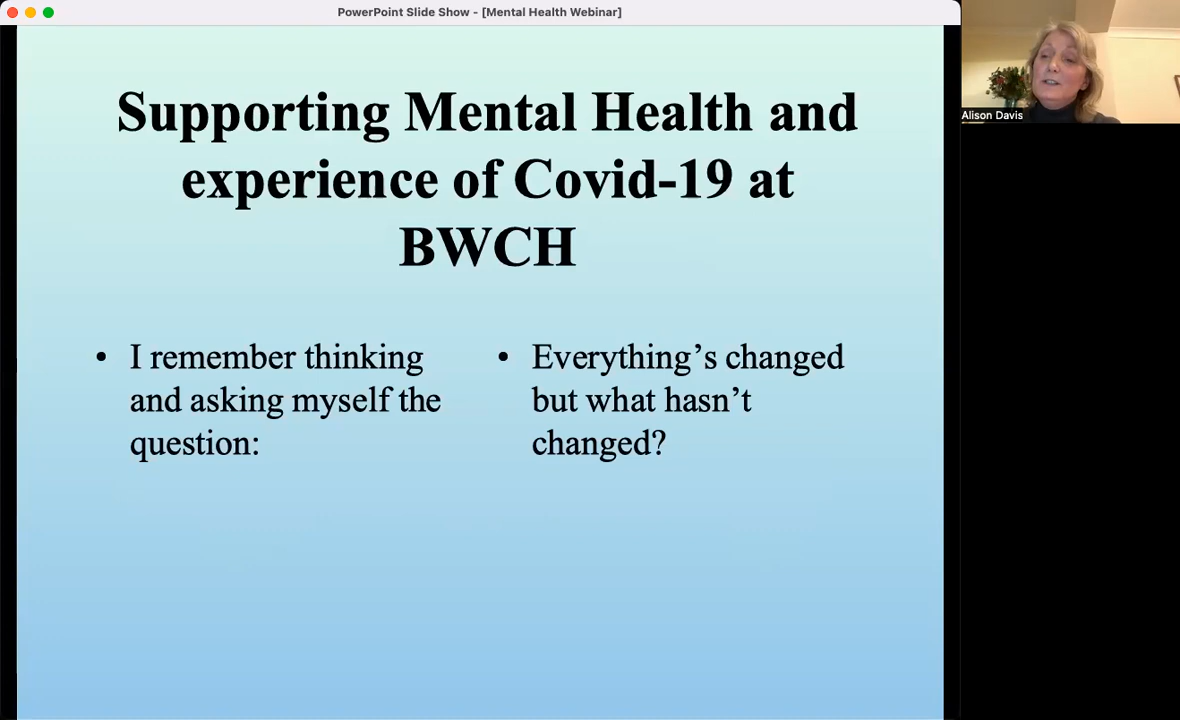 PowerPoint Slide Show - [Mental Health Webinar]
Supporting Mental Health and
experience of Covid-19 at
BWCH
• I remember thinking
and asking myself the
question:
• Everything’s changed
but what hasn’t
changed?
Alison Davis